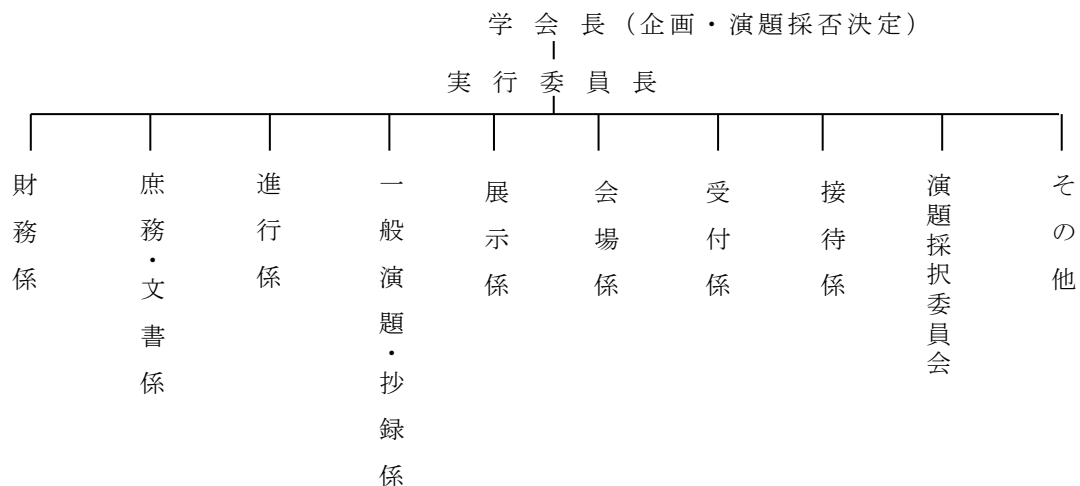 学会長(企画・演題採否決定)
実行委員長
財務係
庶務・文書係
進行係
一般演題・抄録係
展示係
会場係
受付係
接待係
演題採択委員会
その他